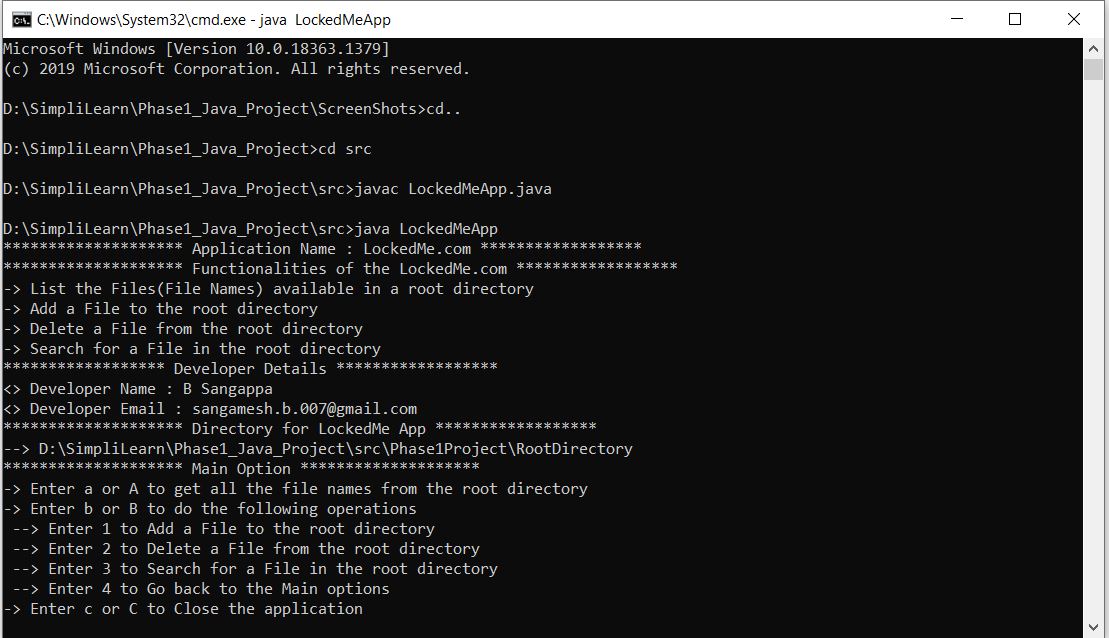 C:\Windows\System32\cmd.exe - java  LockedMeApp
Microsoft Windows [Version 10.0.18363.1379]
(c) 2019 Microsoft Corporation. All rights reserved.
D:\SimpliLearn\Phase1_Java_Project\ScreenShots>cd..
D:\SimpliLearn\Phase1_Java_Project>cd src
D:\SimpliLearn\Phase1_Java_Project\src>javac LockedMeApp.java
D:\SimpliLearn\Phase1_Java_Project\src>java LockedMeApp
******************** Application Name : LockedMe.com ******************
******************** Functionalities of the LockedMe.com ******************
-> List the Files(File Names) available in a root directory
-> Add a File to the root directory
-> Delete a File from the root directory
-> Search for a File in the root directory
****************** Developer Details ******************
<> Developer Name : B Sangappa
<> Developer Email : sangamesh.b.007@gmail.com
******************** Directory for LockedMe App ******************
--> D:\SimpliLearn\Phase1_Java_Project\src\Phase1Project\RootDirectory
******************** Main Option ********************
-> Enter a or A to get all the file names from the root directory
-> Enter b or B to do the following operations
 --> Enter 1 to Add a File to the root directory
 --> Enter 2 to Delete a File from the root directory
 --> Enter 3 to Search for a File in the root directory
 --> Enter 4 to Go back to the Main options
-> Enter c or C to Close the application